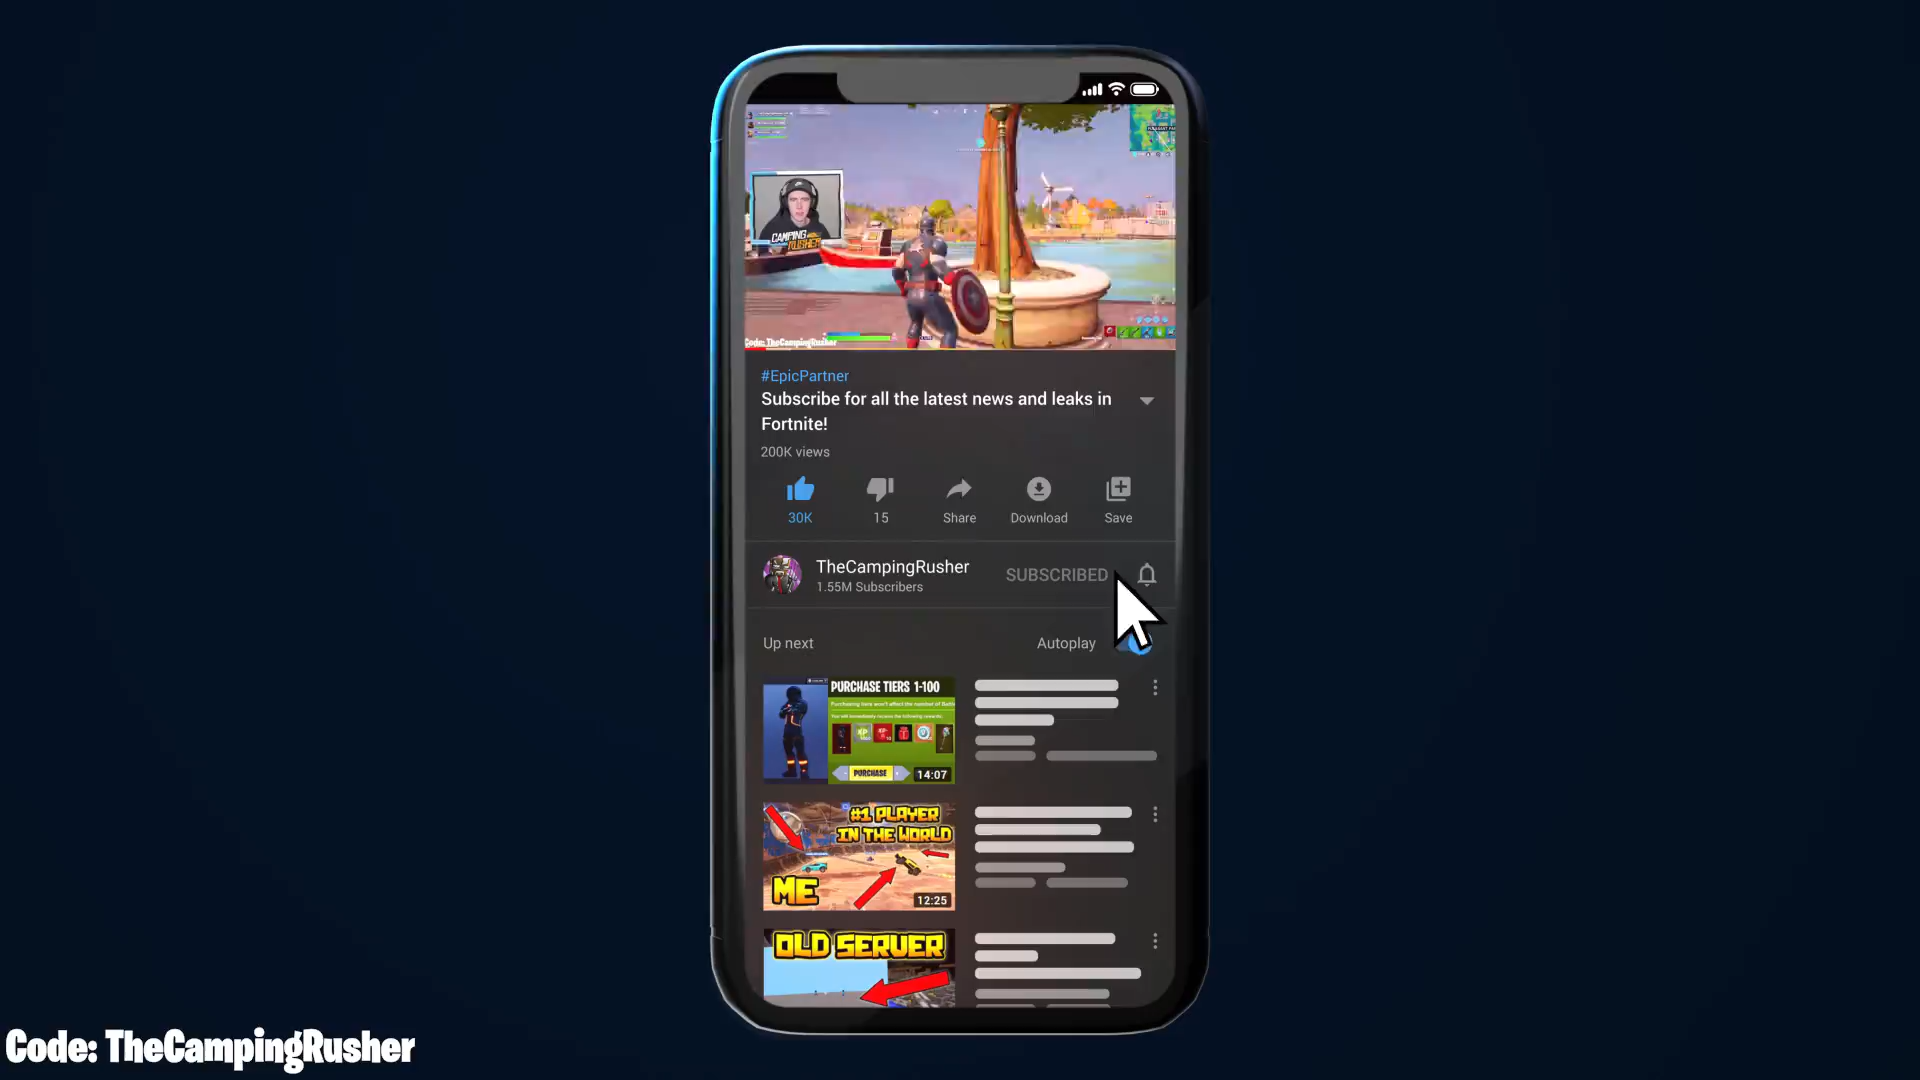 CAMPING
RUSHER
Code: TheCampingRusher
#EpicPartner
Subscribe for all the latest news and leaks in
Fortnite!
200K views
30K
15
Share
Download
Save
TheCampingRusher
1.55M Subscribers
SUBSCRIBED
Up next
Autoplay
PURCHASE TIERS 1-100
PURCHASE
14:07
#1 PLAYER
IN THE WORLD
ME
12:25
OLD SERVER
Code: TheCampingRusher